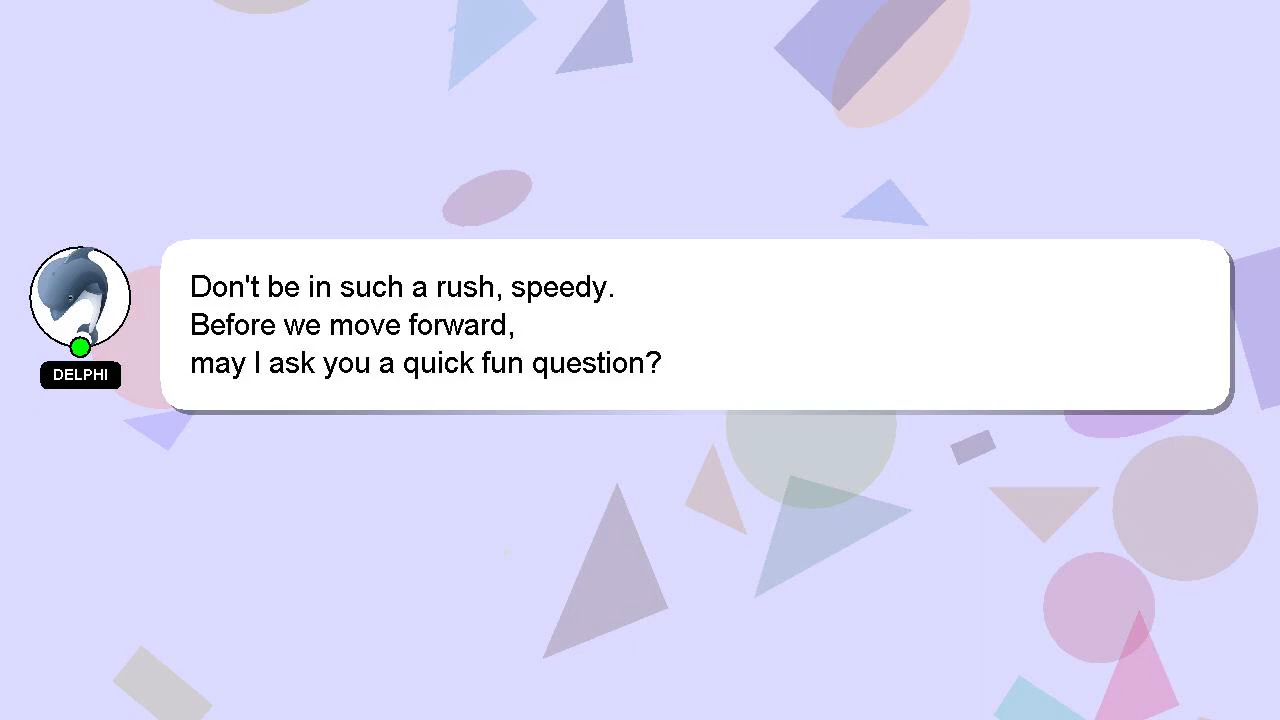 Don't be in such a rush, speedy.
Before we move forward,
may I ask you a quick fun question?
DELPHI